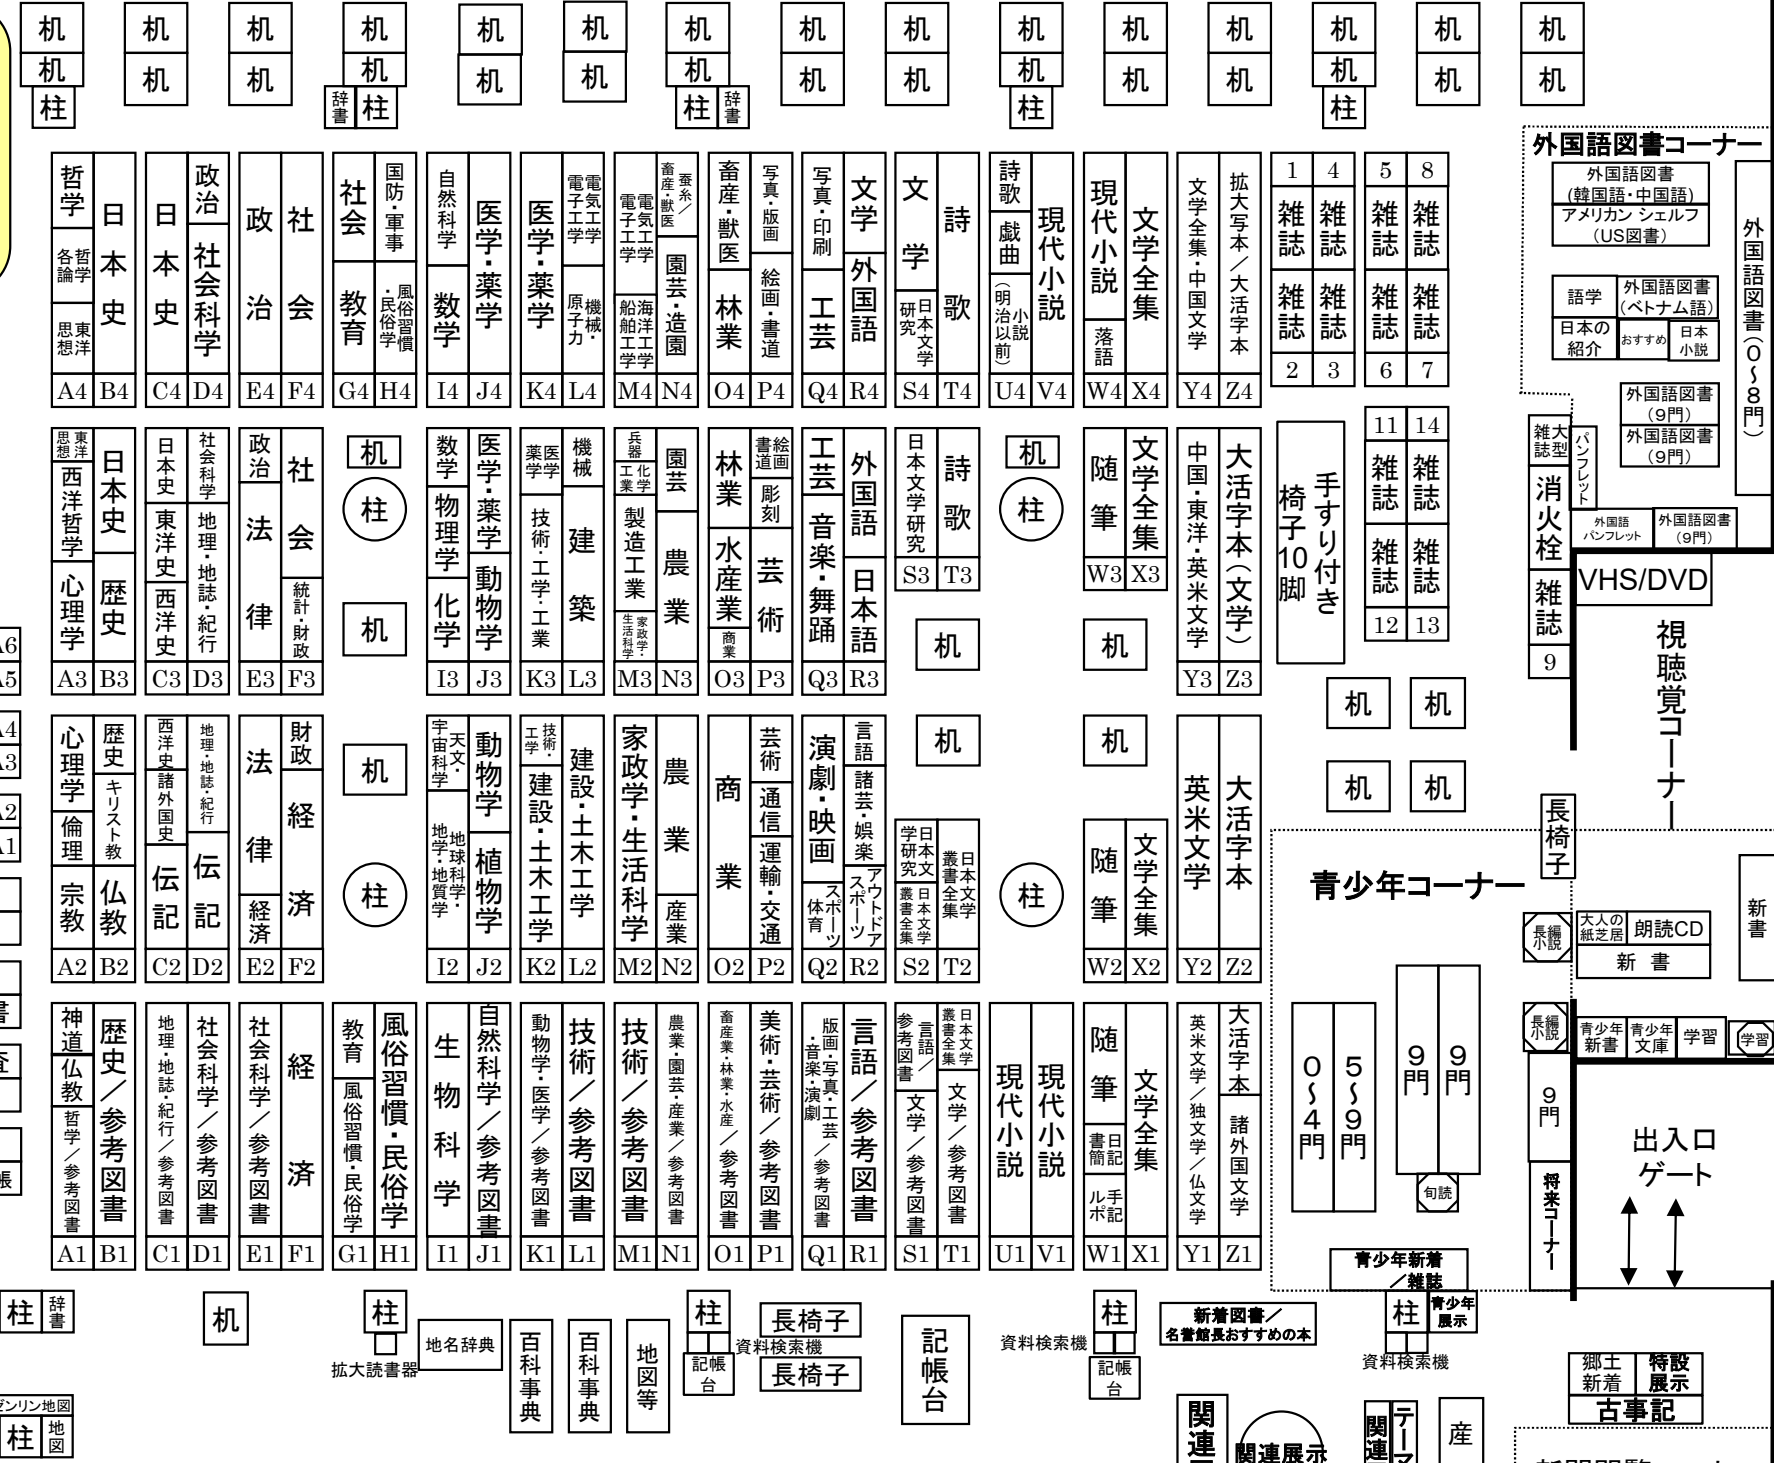 机 机 机 机 机 机 机 机 机 机 机 机 机 机 机
机 机 机 机 机 机 机 机 机 机 机 机 机 机 机
柱 辞書 柱 柱 辞書 柱 柱
哲学
哲学各論
東洋思想
A4
日本史
B4
日本史
C4
政治
社会科学
D4
政治
E4
社会
F4
社会
教育
G4
国防・軍事
風俗習慣・民俗学
H4
自然科学
数学
I4
医学・薬学
J4
医学・薬学
K4
電気工学電子工学
機械・原子力
L4
電気工学電子工学
海洋工学船舶工学
M4
蚕糸/畜産・獣医
園芸・造園
N4
畜産・獣医
林業
O4
写真・版画
絵画・書道
P4
写真・印刷
工芸
Q4
文学
外国語
R4
文学
日本文学研究
S4
詩歌
T4
詩歌
戯曲
小説(明治以前)
U4
現代小説
V4
現代小説
落語
W4
文学全集
X4
文学全集・中国文学
Y4
拡大写本/大活字本
Z4
1 4 5 8
雑誌 雑誌 雑誌 雑誌
雑誌 雑誌 雑誌 雑誌
2 3 6 7
外国語図書コーナー
外国語図書
(韓国語・中国語)
アメリカン シェルフ
(US図書)
語学
外国語図書
(ベトナム語)
日本の紹介
おすすめ
日本小説
外国語図書
(9門)
外国語図書
(9門)
外国語図書(0~8門)
大型雑誌
パンフレット
消火栓
外国語パンフレット
外国語図書
(9門)
雑誌
9
VHS/DVD
視聴覚コーナー
東洋思想
西洋哲学
心理学
A3
日本史
歴史
B3
日本史
東洋史
西洋史
C3
社会科学
地理・地誌・紀行
D3
政治
法律
E3
社会
統計・財政
F3
机
柱
机
数学
物理学
化学
I3
医学・薬学
動物学
J3
医学薬学
技術・工学・工業
K3
機械
建築
L3
兵器
化学工業
製造工業
家政学・生活科学
M3
園芸
農業
N3
林業
水産業
商業
O3
絵画書道
彫刻
芸術
P3
工芸
音楽・舞踊
Q3
外国語
日本語
R3
日本文学研究
S3
詩歌
T3
机
机
柱
机
随筆
W3
文学全集
X3
中国・東洋・英米文学
Y3
大活字本(文学)
Z3
手すり付き
椅子10脚
11 14
雑誌 雑誌
雑誌 雑誌
12 13
机 机
机 机
A6
A5
A4
A3
A2
A1
心理学
倫理
宗教
A2
歴史
キリスト教
仏教
B2
西洋史
諸外国史
伝記
C2
地理・地誌・紀行
伝記
D2
法律
経済
E2
財政
経済
F2
机
柱
天文・宇宙科学
地球科学・地学・地質学
I2
動物学
植物学
J2
技術・工学
建設・土木工学
K2
建設・土木工学
L2
家政学・生活科学
M2
農業
産業
N2
商業
O2
芸術
通信
運輸・交通
P2
演劇・映画
スポーツ体育
Q2
言語
諸芸・娯楽
アウトドアスポーツ
R2
机
日本文学研究
日本文学叢書全集
S2
日本文学叢書全集
T2
柱
机
随筆
W2
文学全集
X2
英米文学
Y2
大活字本
Z2
青少年コーナー
長椅子
長編小説
大人の紙芝居
朗読CD
新書
新書
長編小説
青少年新書
青少年文庫
学習
学習
0~4門
5~9門
9門
9門
旬読
9門
将来コーナー
出入口
ゲート
青少年新着
/雑誌
神道
仏教
哲学/参考図書
A1
歴史/参考図書
B1
地理・地誌・紀行/参考図書
C1
社会科学/参考図書
D1
社会科学/参考図書
E1
経済
F1
教育
風俗習慣・民俗学
G1
風俗習慣・民俗学
H1
生物科学
I1
自然科学/参考図書
J1
動物学・医学/参考図書
K1
技術/参考図書
L1
技術/参考図書
M1
農業・園芸・産業/参考図書
N1
畜産業・林業・水産/参考図書
O1
美術・芸術/参考図書
P1
版画・写真・工芸・音楽・演劇/参考図書
Q1
言語/参考図書
R1
言語/参考図書
文学/参考図書
S1
日本文学叢書全集
文学/参考図書
T1
現代小説
U1
現代小説
V1
随筆
日記書簡
手記ルポ
W1
文学全集
X1
英米文学/独文学/仏文学
Y1
大活字本
諸外国文学
Z1
柱 辞書
机
柱
拡大読書器
地名辞典
百科事典
百科事典
地図等
柱
資料検索機
記帳台
長椅子
長椅子
記帳台
資料検索機
柱
記帳台
新着図書/
名誉館長おすすめの本
柱
青少年展示
資料検索機
郷土新着
特設展示
古事記
ゼンリン地図
柱 地図
関連
関連展示
関連
テーマ
産